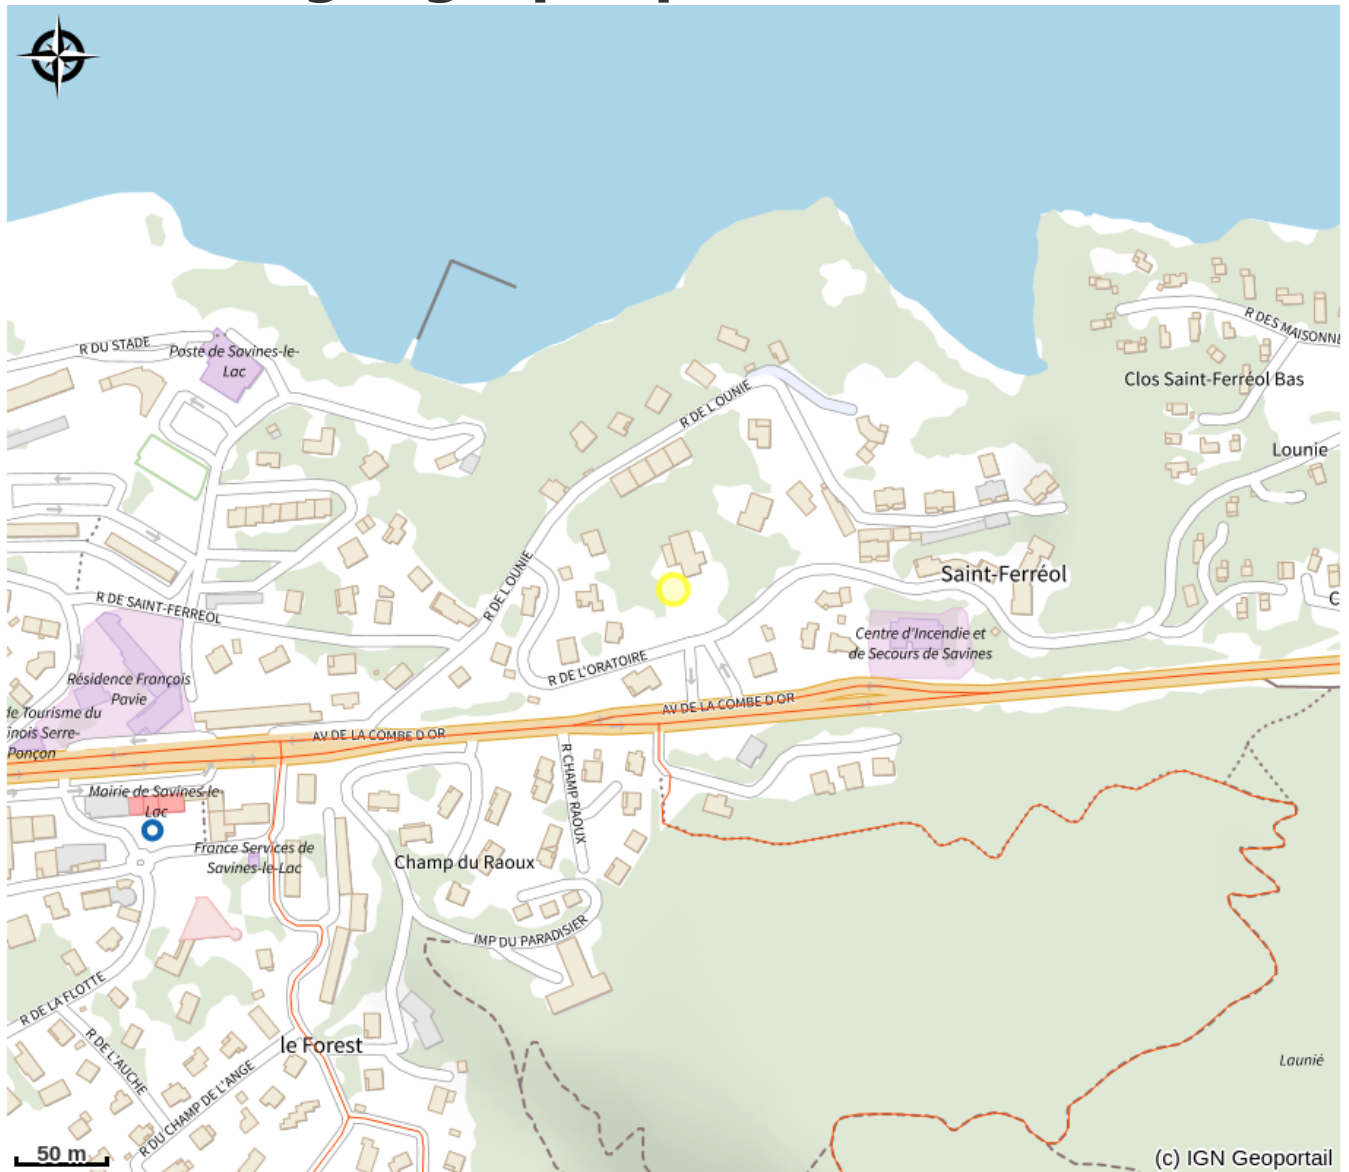 R DU STADE
Poste de Savines-le-
Lac
R DES MAISONNE
Clos Saint-Ferréol Bas
R DE L'OUNIE
Lounie
R DE L'OUNIE
Saint-Ferréol
R DE SAINT-FERREOL
C
Centre d'Incendie et
de Secours de Savines
R DE L'ORATOIRE
Résidence François
Pavie
de Tourisme du
inois Serre-
Ponçon
AV DE LA COMBE D OR
AV DE LA COMBE D OR
R CHAMP RAOUX
Mairie de Savines-le-
Lac
France Services de
Savines-le-Lac
Champ du Raoux
IMP DU PARADISIER
R DE LA FLOTTE
R DE L'AUCHE
le Forest
R DU CHAMP DE L'ANGE
Launié
50 m
(c) IGN Geoportail